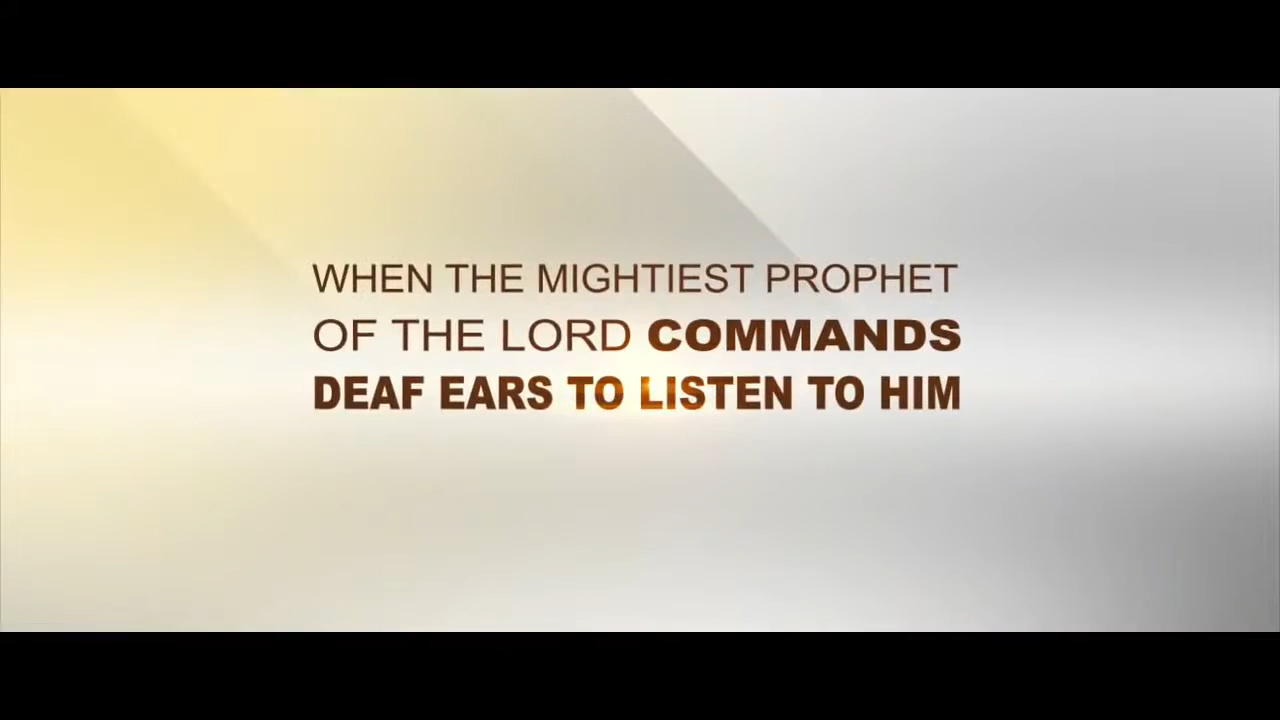 WHEN THE MIGHTIEST PROPHET
OF THE LORD COMMANDS
DEAF EARS TO LISTEN TO HIM